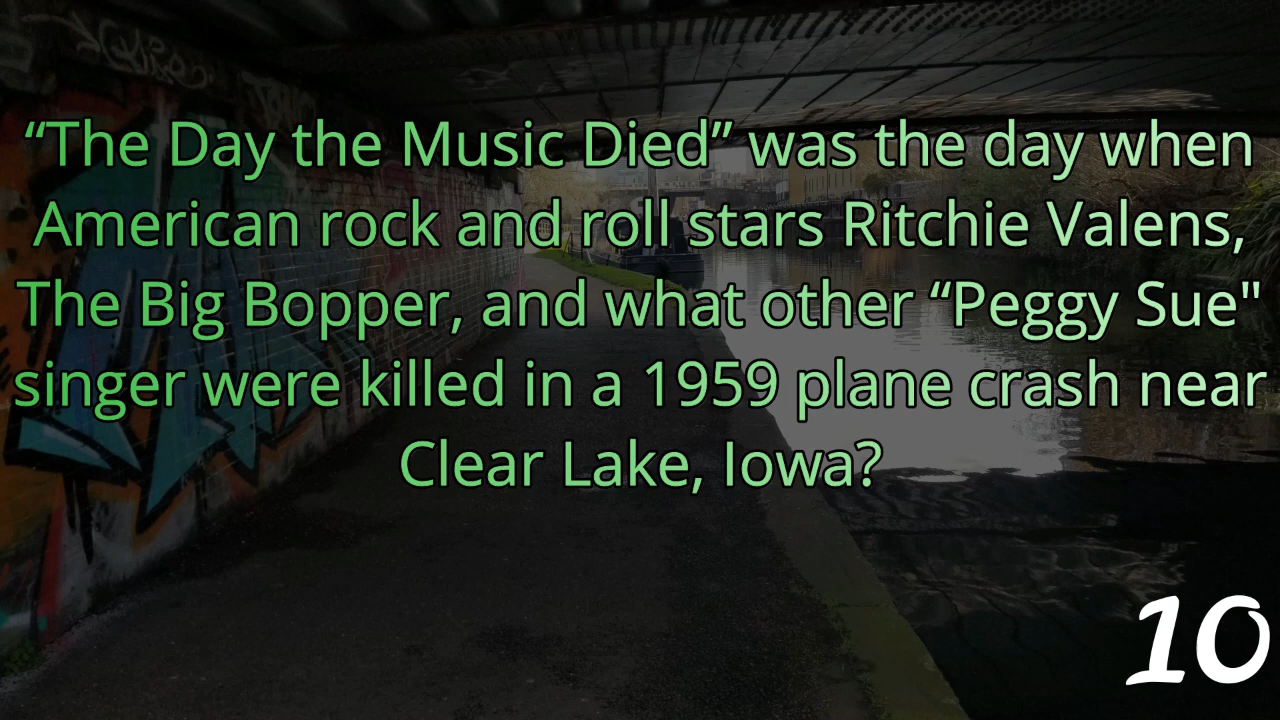 “The Day the Music Died” was the day when
American rock and roll stars Ritchie Valens,
The Big Bopper, and what other “Peggy Sue"
singer were killed in a 1959 plane crash near
Clear Lake, Iowa?
10